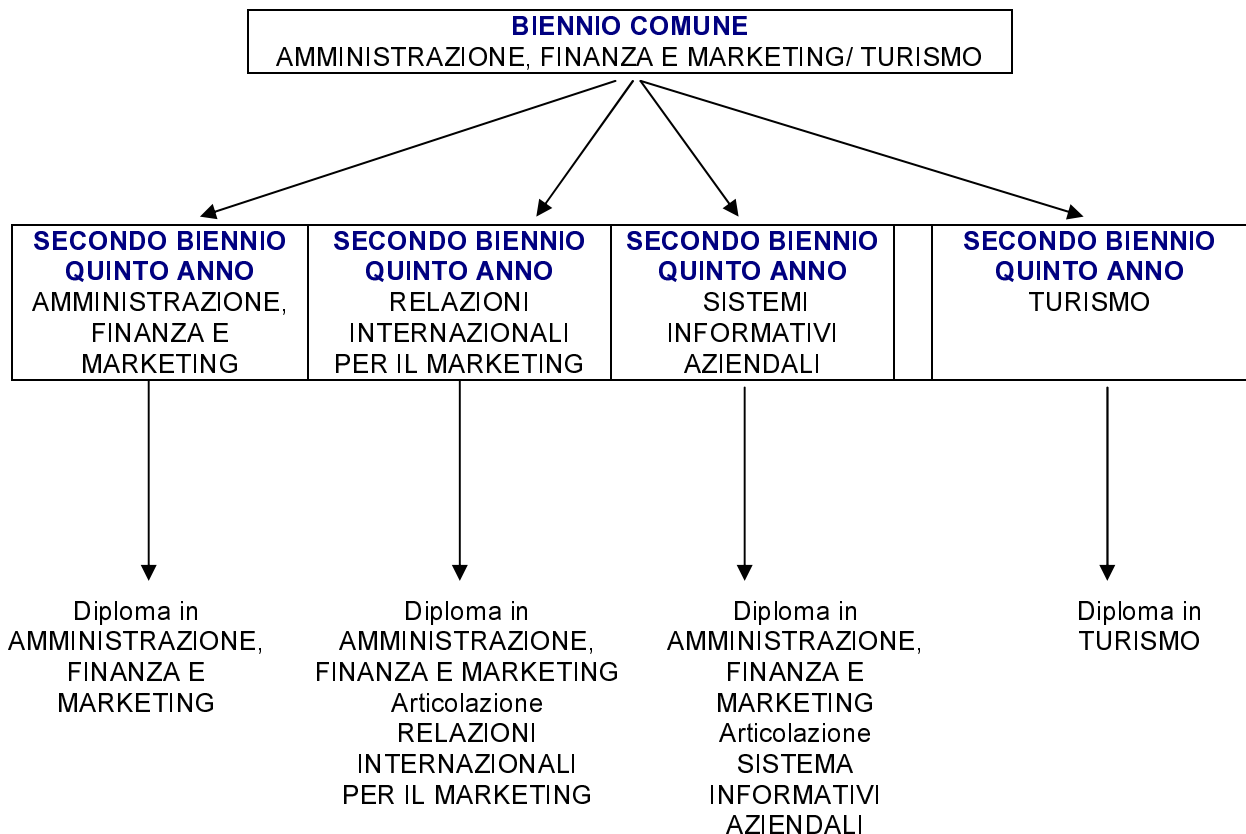 BIENNIO COMUNE
AMMINISTRAZIONE, FINANZA E MARKETING/ TURISMO
SECONDO BIENNIO
QUINTO ANNO
AMMINISTRAZIONE,
FINANZA E
MARKETING
SECONDO BIENNIO
QUINTO ANNO
RELAZIONI
INTERNAZIONALI
PER IL MARKETING
SECONDO BIENNIO
QUINTO ANNO
SISTEMI
INFORMATIVI
AZIENDALI
SECONDO BIENNIO
QUINTO ANNO
TURISMO
Diploma in
AMMINISTRAZIONE,
FINANZA E
MARKETING
Diploma in
AMMINISTRAZIONE,
FINANZA E MARKETING
Articolazione
RELAZIONI
INTERNAZIONALI
PER IL MARKETING
Diploma in
AMMINISTRAZIONE,
FINANZA E
MARKETING
Articolazione
SISTEMA
INFORMATIVI
AZIENDALI
Diploma in
TURISMO